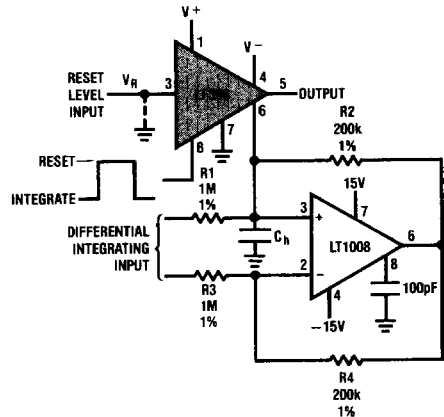 V+
V–
1
RESET
LEVEL
INPUT
VR
3
4
5
OUTPUT
6
7
8
R2
200k
1%
RESET
INTEGRATE
R1
1M
1%
15V
7
3
+
6
LT1008
DIFFERENTIAL
INTEGRATING
INPUT
Ch
2
–
8
4
100pF
R3
1M
1%
–15V
R4
200k
1%